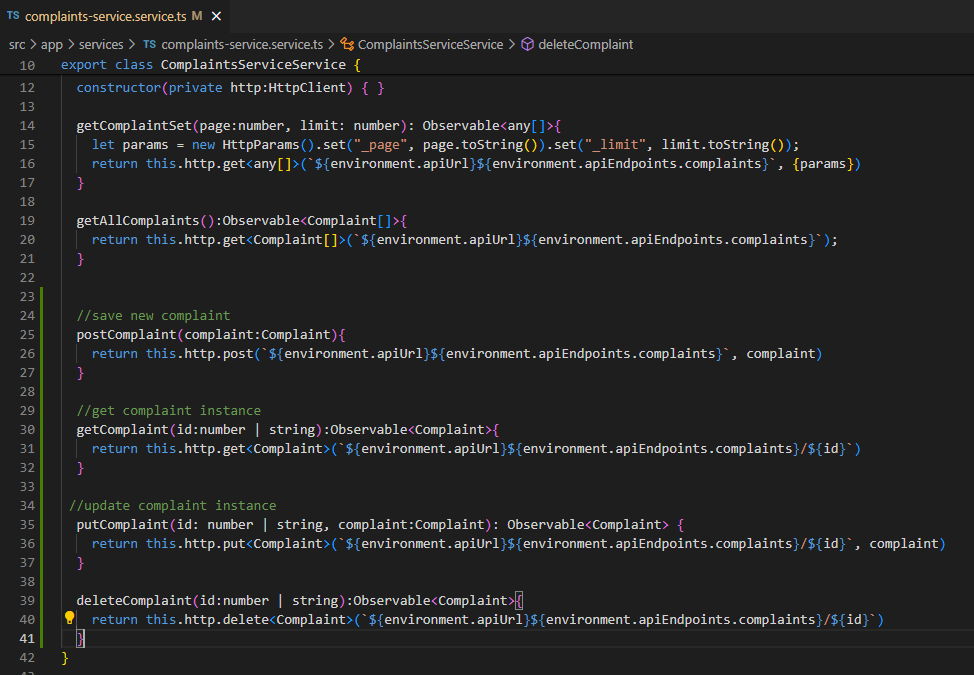 TS complaints-service.service.ts M ×
src > app > services > TS complaints-service.service.ts > ComplaintsServiceService > deleteComplaint
10 export class ComplaintsServiceService {
12 constructor(private http:HttpClient) { }
13
14 getComplaintSet(page:number, limit: number): Observable<any[]>{
15 let params = new HttpParams().set("_page", page.toString()).set("_limit", limit.toString());
16 return this.http.get<any[]>(`${environment.apiUrl}${environment.apiEndpoints.complaints}`, {params})
17 }
18
19 getAllComplaints():Observable<Complaint[]>{
20 return this.http.get<Complaint[]>(`${environment.apiUrl}${environment.apiEndpoints.complaints}`);
21 }
22
23
24 //save new complaint
25 postComplaint(complaint:Complaint){
26 return this.http.post(`${environment.apiUrl}${environment.apiEndpoints.complaints}`, complaint)
27 }
28
29 //get complaint instance
30 getComplaint(id:number | string):Observable<Complaint>{
31 return this.http.get<Complaint>(`${environment.apiUrl}${environment.apiEndpoints.complaints}/${id}`)
32 }
33
34 //update complaint instance
35 putComplaint(id: number | string, complaint:Complaint): Observable<Complaint> {
36 return this.http.put<Complaint>(`${environment.apiUrl}${environment.apiEndpoints.complaints}/${id}`, complaint)
37 }
38
39 deleteComplaint(id:number | string):Observable<Complaint>{
40 return this.http.delete<Complaint>(`${environment.apiUrl}${environment.apiEndpoints.complaints}/${id}`)
41 }
42 }